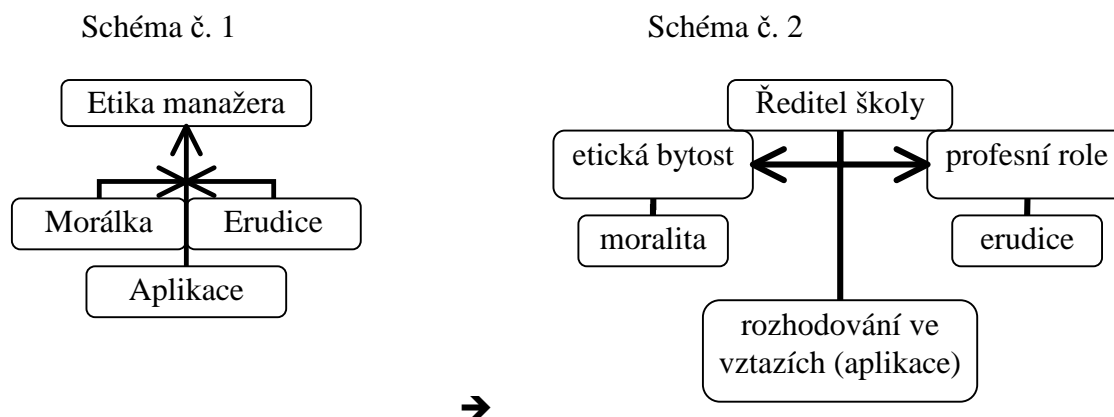 Schéma č. 1
Etika manažera
Morálka
Erudice
Aplikace
Schéma č. 2
Ředitel školy
etická bytost
profesní role
moralita
erudice
rozhodování ve
vztazích (aplikace)